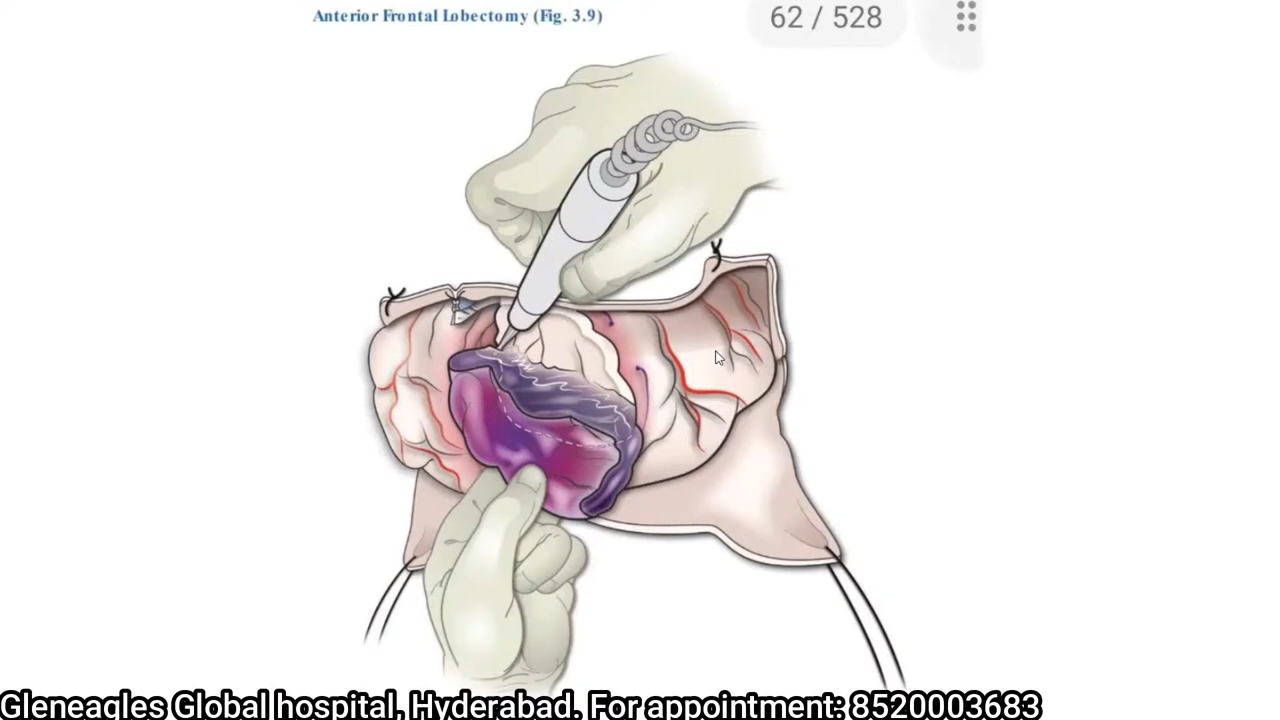 Anterior Frontal Lobectomy (Fig. 3.9)
62 / 528
Gleneagles Global hospital, Hyderabad. For appointment: 8520003683